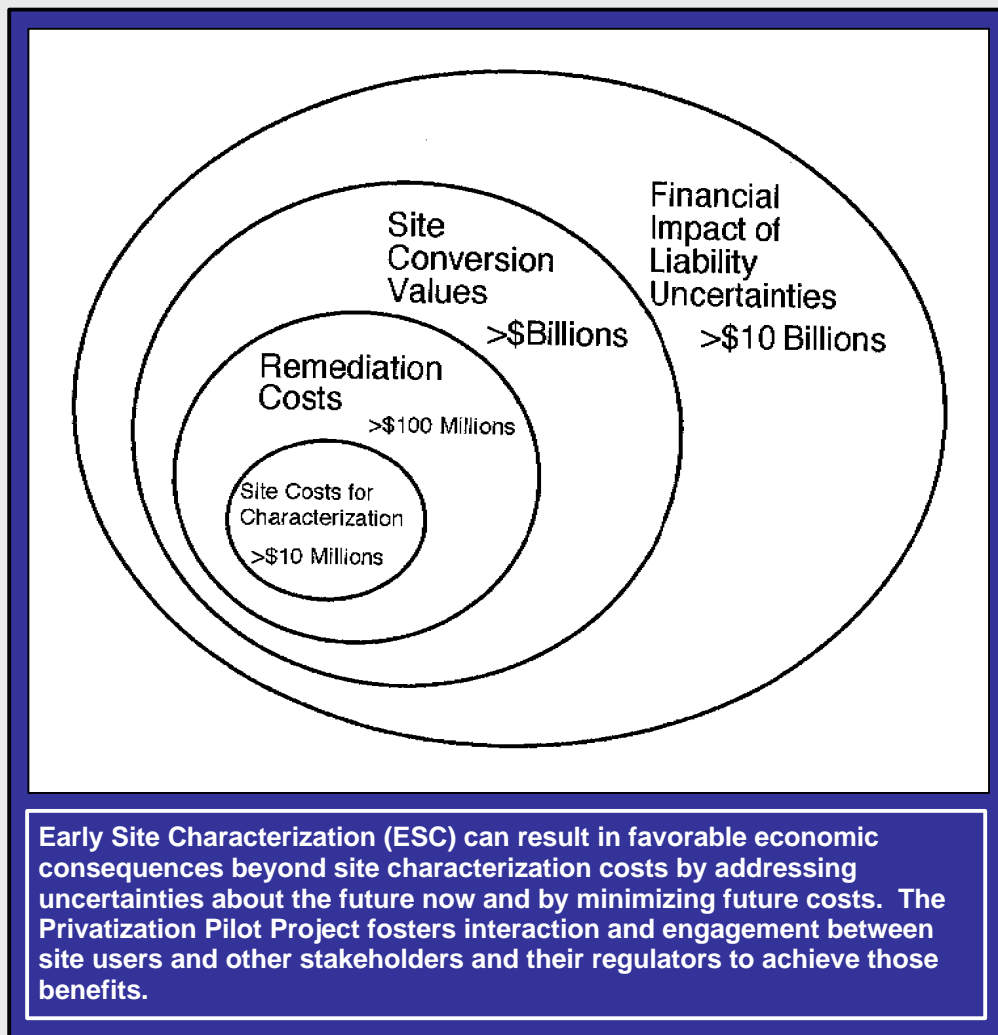 Financial
Impact of
Liability
Uncertainties
>$10 Billions
Site
Conversion
Values
>$Billions
Remediation
Costs
>$100 Millions
Site Costs for
Characterization
>$10 Millions
Early Site Characterization (ESC) can result in favorable economic
consequences beyond site characterization costs by addressing
uncertainties about the future now and by minimizing future costs.  The
Privatization Pilot Project fosters interaction and engagement between
site users and other stakeholders and their regulators to achieve those
benefits.